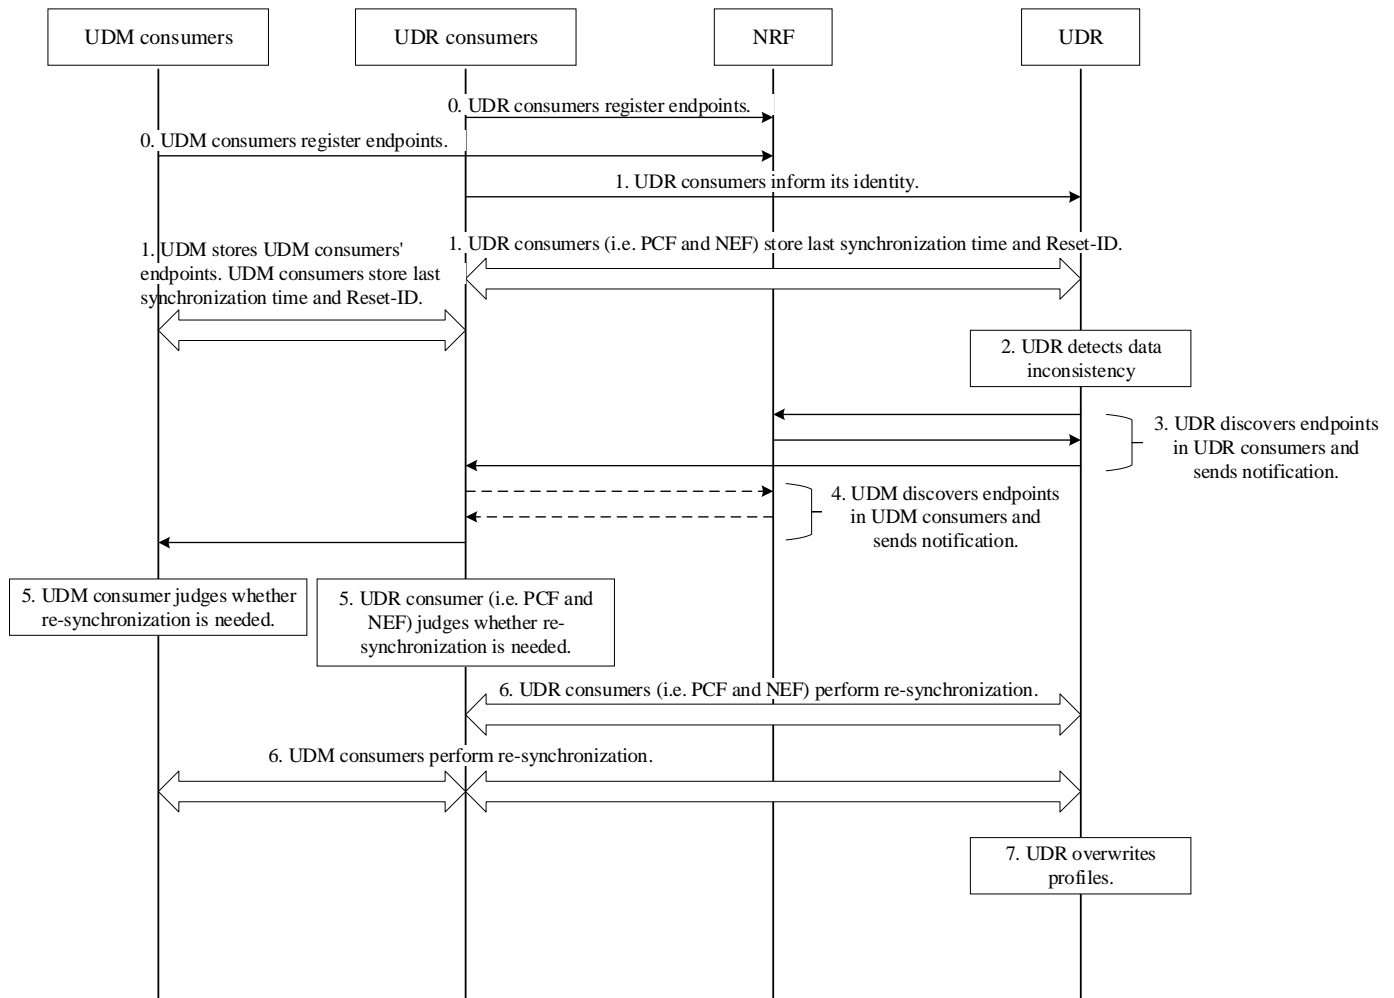 UDM consumers
UDR consumers
NRF
UDR
0. UDR consumers register endpoints.
0. UDM consumers register endpoints.
1. UDR consumers inform its identity.
1. UDM stores UDM consumers'
endpoints. UDM consumers store last
synchronization time and Reset-ID.
1. UDR consumers (i.e. PCF and NEF) store last synchronization time and Reset-ID.
2. UDR detects data
inconsistency
3. UDR discovers endpoints
in UDR consumers and
sends notification.
4. UDM discovers endpoints
in UDM consumers and
sends notification.
5. UDM consumer judges whether
re-synchronization is needed.
5. UDR consumer (i.e. PCF and
NEF) judges whether re-
synchronization is needed.
6. UDR consumers (i.e. PCF and NEF) perform re-synchronization.
6. UDM consumers perform re-synchronization.
7. UDR overwrites
profiles.